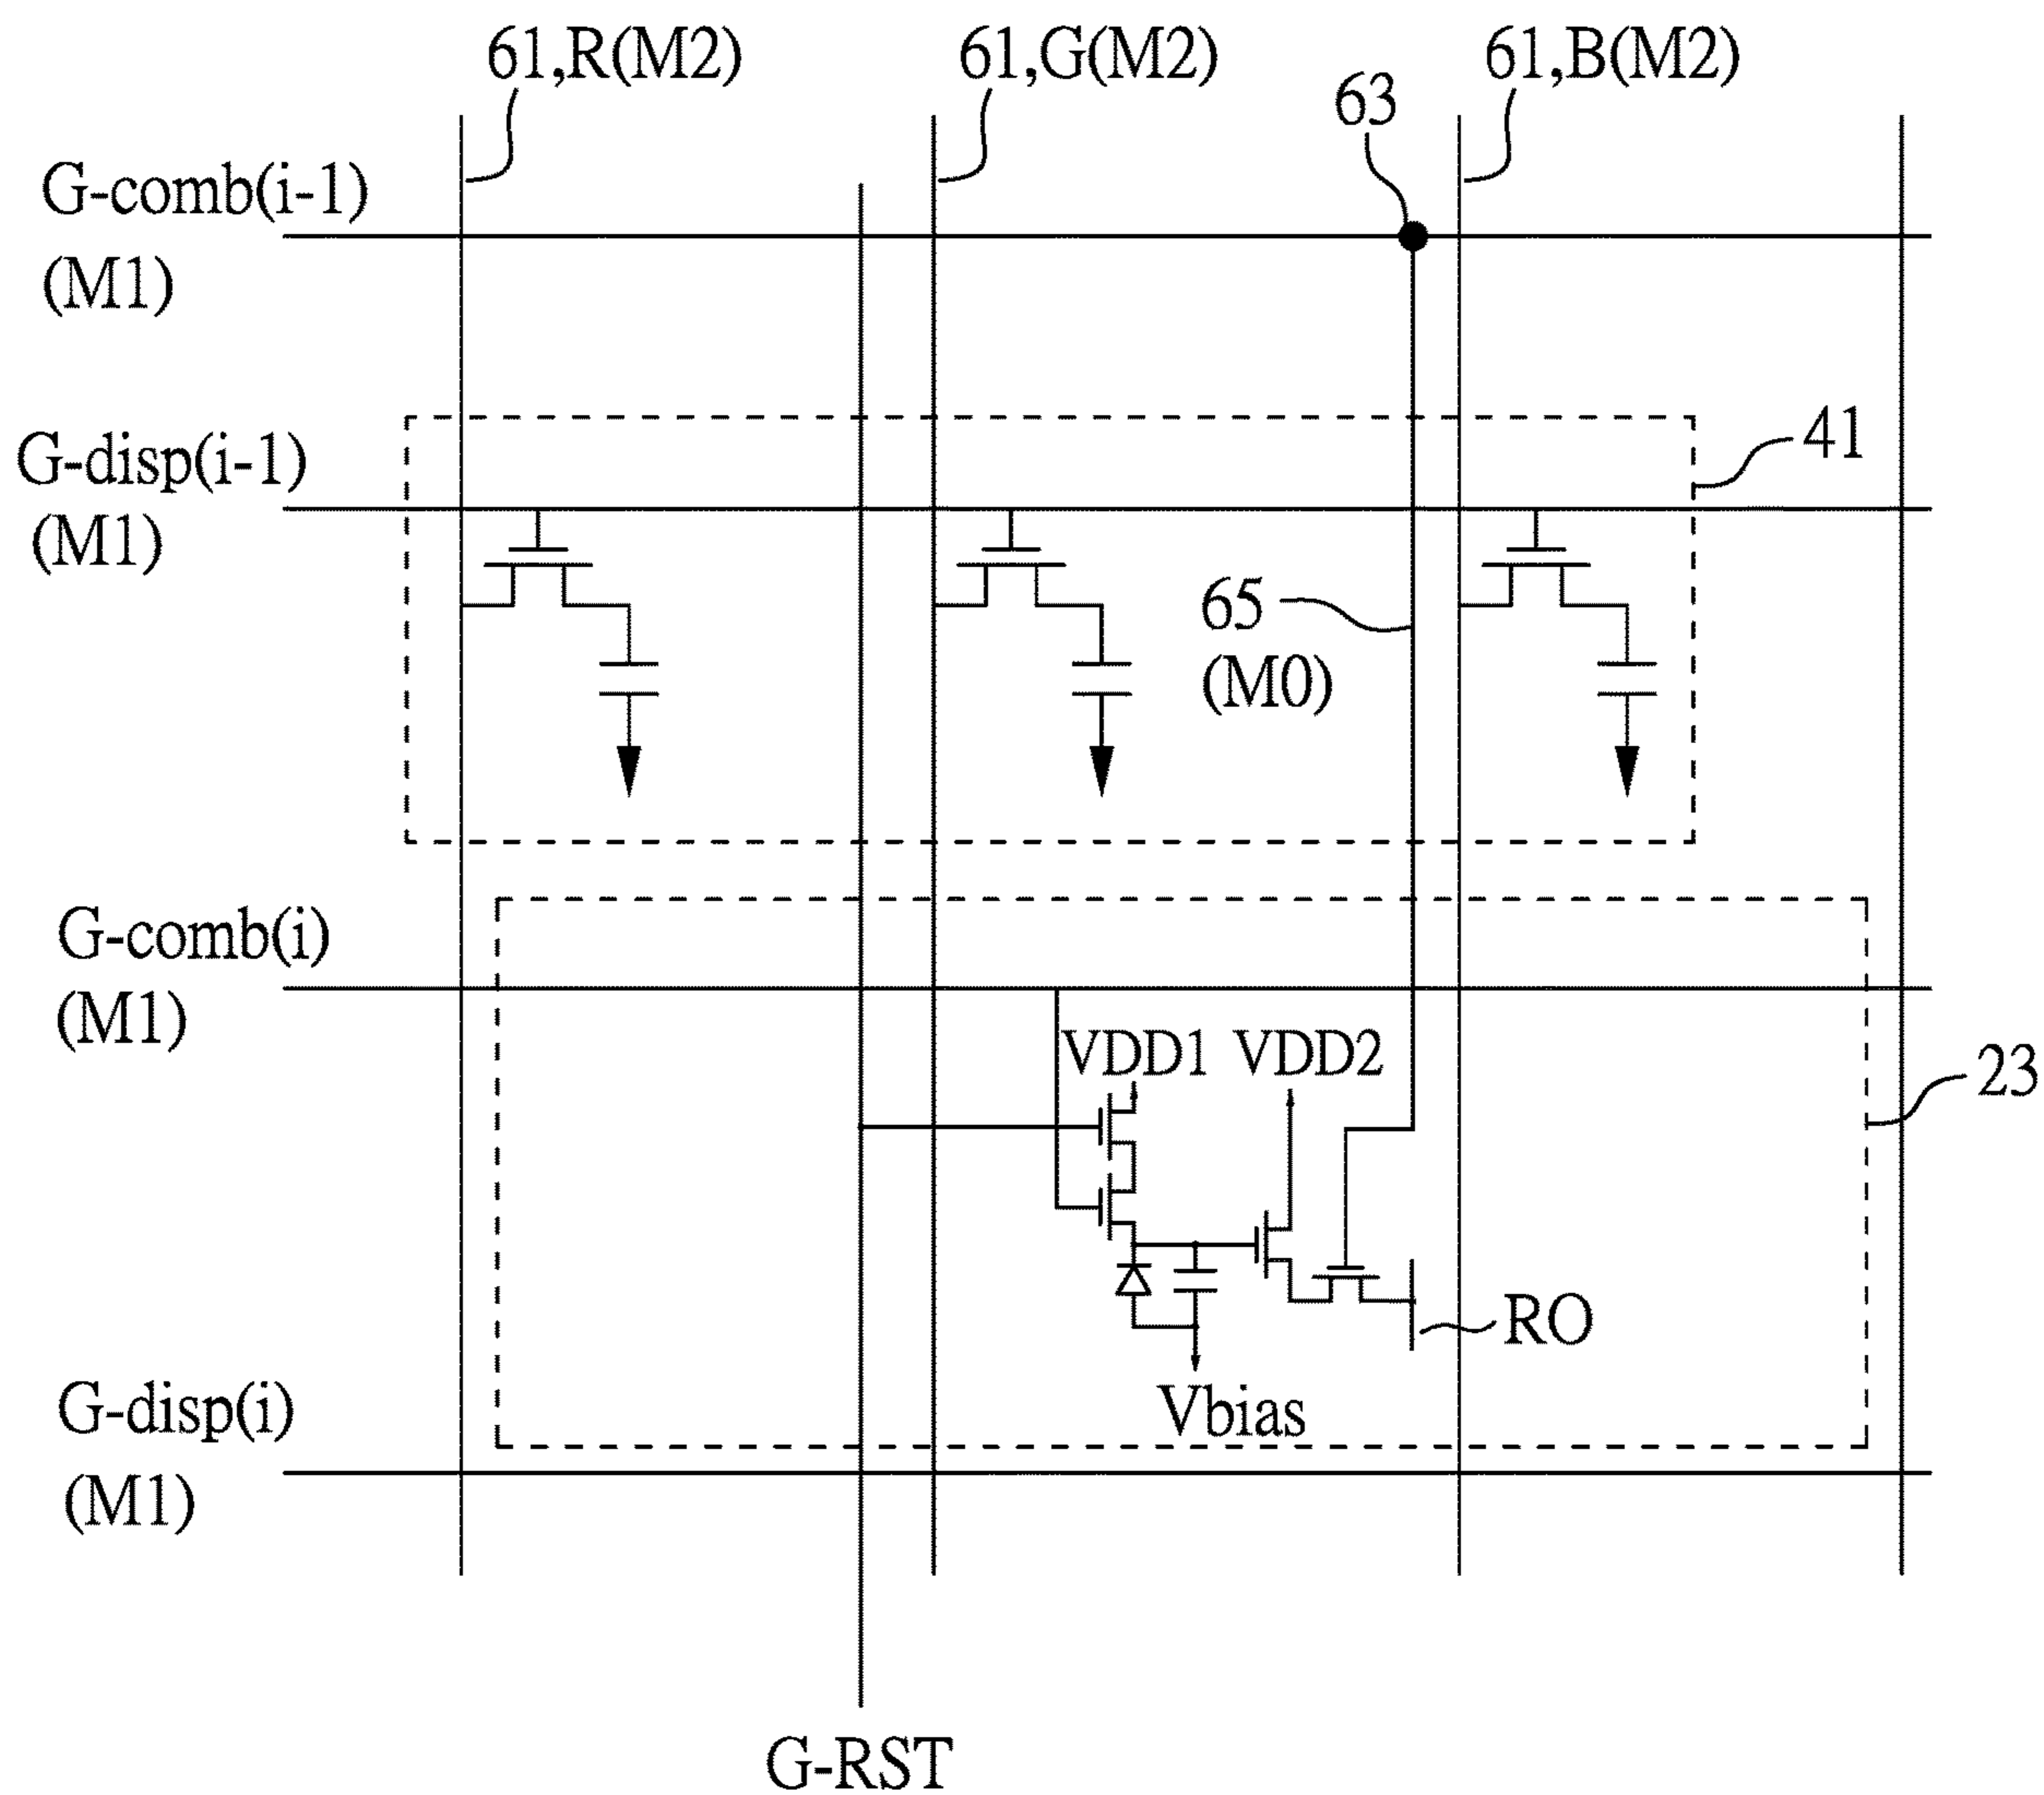 61,R(M2)
61,G(M2)
61,B(M2)
63
G-comb(i-1)
(M1)
41
G-disp(i-1)
(M1)
65
(M0)
G-comb(i)
(M1)
VDD1
VDD2
23
RO
G-disp(i)
(M1)
Vbias
G-RST